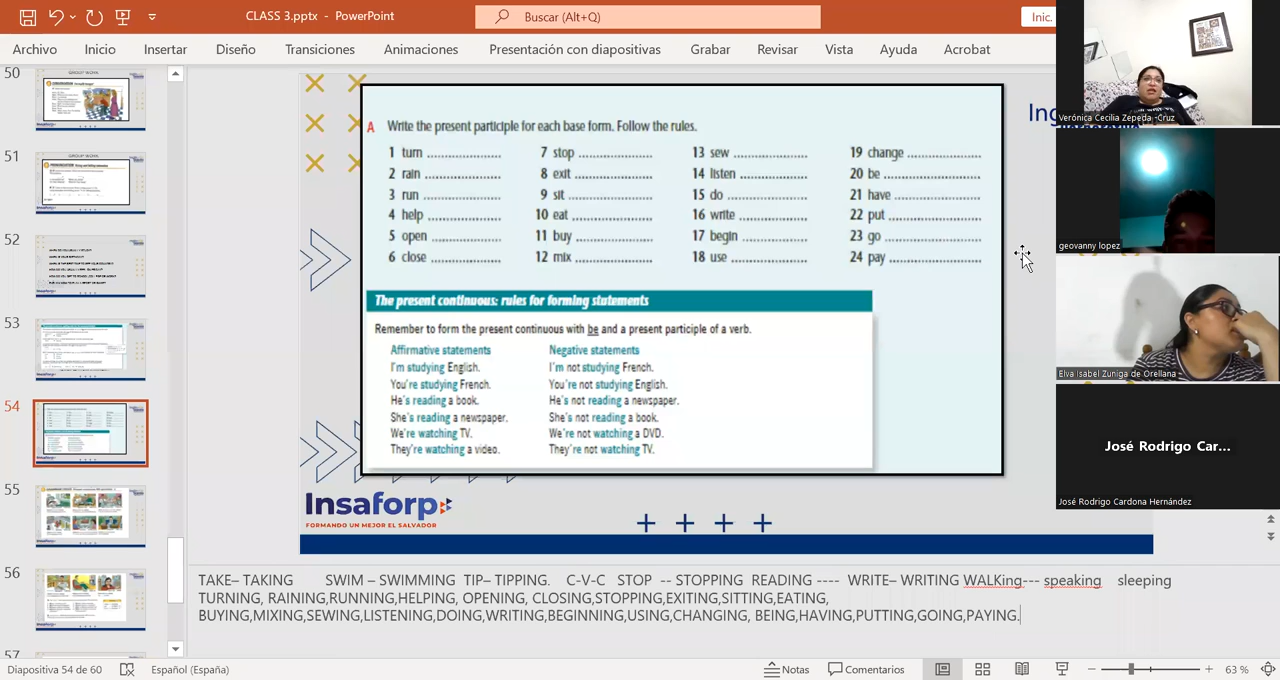 CLASS 3.pptx - PowerPoint
Buscar (Alt+Q)
Inic.
Archivo Inicio Insertar Diseño Transiciones Animaciones Presentación con diapositivas Grabar Revisar Vista Ayuda Acrobat
50
51
52
53
54
55
56
57
Ing
A Write the present participle for each base form. Follow the rules.
1 turn 7 stop 13 sew 19 change
2 rain 8 exit 14 listen 20 be
3 run 9 sit 15 do 21 have
4 help 10 eat 16 write 22 put
5 open 11 buy 17 begin 23 go
6 close 12 mix 18 use 24 pay
The present continuous: rules for forming statements
Remember to form the present continuous with be and a present participle of a verb.
Affirmative statements Negative statements
I'm studying English. I'm not studying French.
You're studying French. You're not studying English.
He's reading a book. He's not reading a newspaper.
She's reading a newspaper. She's not reading a book.
We're watching TV. We're not watching a DVD.
They're watching a video. They're not watching TV.
Insaforp
FORMANDO UN MEJOR EL SALVADOR
Verónica Cecilia Zepeda -Cruz
geovanny lopez
Elva Isabel Zuniga de Orellana
José Rodrigo Car...
José Rodrigo Cardona Hernández
TAKE– TAKING SWIM – SWIMMING TIP– TIPPING. C-V-C STOP -- STOPPING READING ---- WRITE– WRITING WALKing--- speaking sleeping
TURNING, RAINING,RUNNING,HELPING, OPENING, CLOSING,STOPPING,EXITING,SITTING,EATING,
BUYING,MIXING,SEWING,LISTENING,DOING,WRITING,BEGINNING,USING,CHANGING, BEING,HAVING,PUTTING,GOING,PAYING.
Diapositiva 54 de 60 Español (España) Notas Comentarios 63 %